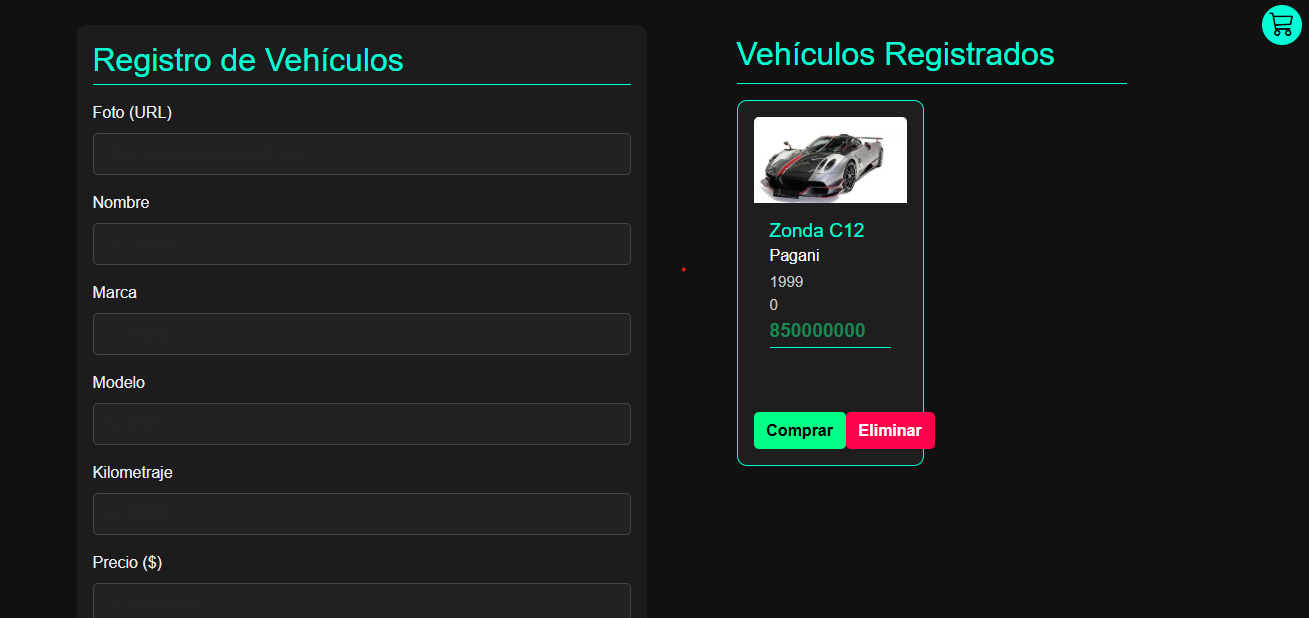 Registro de Vehículos
Foto (URL)
Nombre
Marca
Modelo
Kilometraje
Precio ($)
Vehículos Registrados
Zonda C12
Pagani
1999
0
850000000
Comprar Eliminar